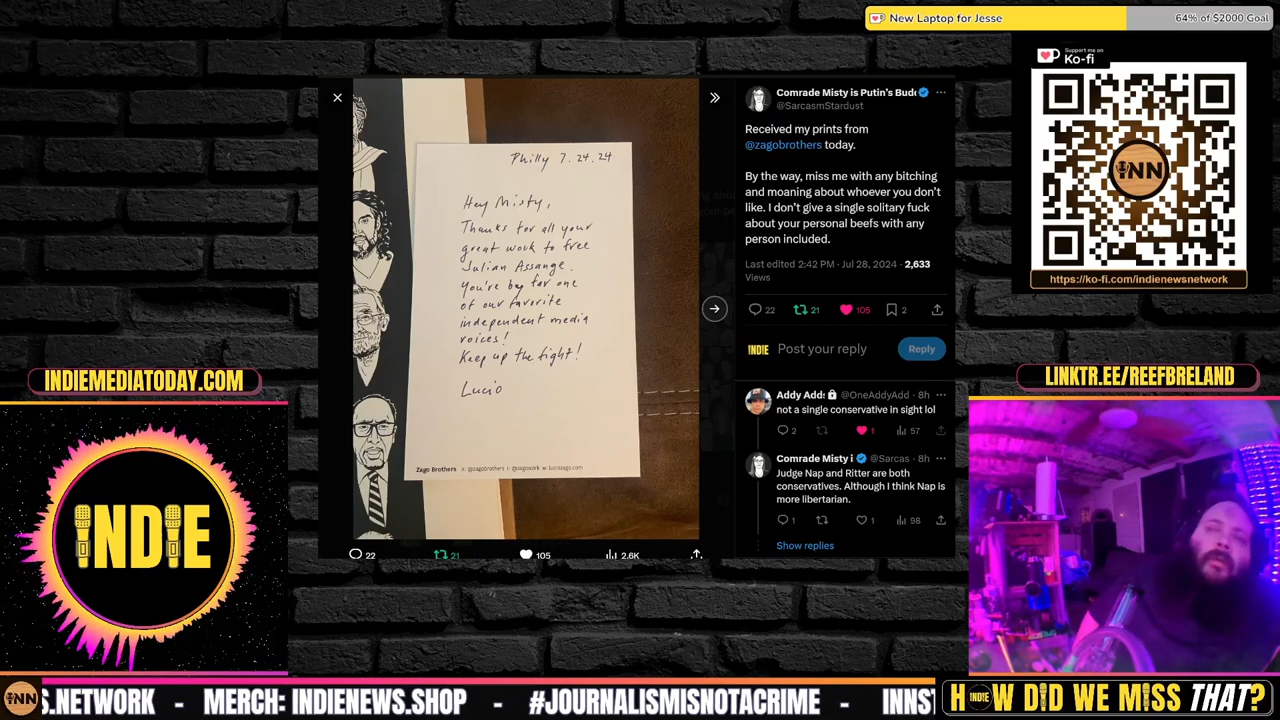 New Laptop for Jesse
64% of $2000 Goal
Support me on
Ko-fi
iNN
https://ko-fi.com/indienewsnetwork
Comrade Misty is Putin's Bud
@SarcasmStardust
Received my prints from
@zagobrothers today.
By the way, miss me with any bitching
and moaning about whoever you don't
like. I don't give a single solitary fuck
about your personal beefs with any
person included.
Last edited 2:42 PM · Jul 28, 2024 · 2,633
Views
22 21 105 2
INDIE Post your reply Reply
Addy Add: @OneAddyAdd · 8h
not a single conservative in sight lol
2 1 57
Comrade Misty i @Sarcas · 8h
Judge Nap and Ritter are both
conservatives. Although I think Nap is
more libertarian.
1 1 98
Show replies
Philly 7.24.24
Hey Misty,
Thanks for all your
great work to free
Julian Assange.
You're by far one
of our favorite
independent media
voices!
Keep up the fight!
Lucio
Zago Brothers x: @zagobrothers i: @zagowork w: luciozago.com
22 21 105 2.6K
INDIEMEDIATODAY.COM
INDIE
LINKTR.EE/REEFBRELAND
iNN
S.NETWORK - MERCH: INDIENEWS.SHOP - #JOURNALISMISNOTACRIME - INNS
HOW DID WE MISS THAT?
INDIE